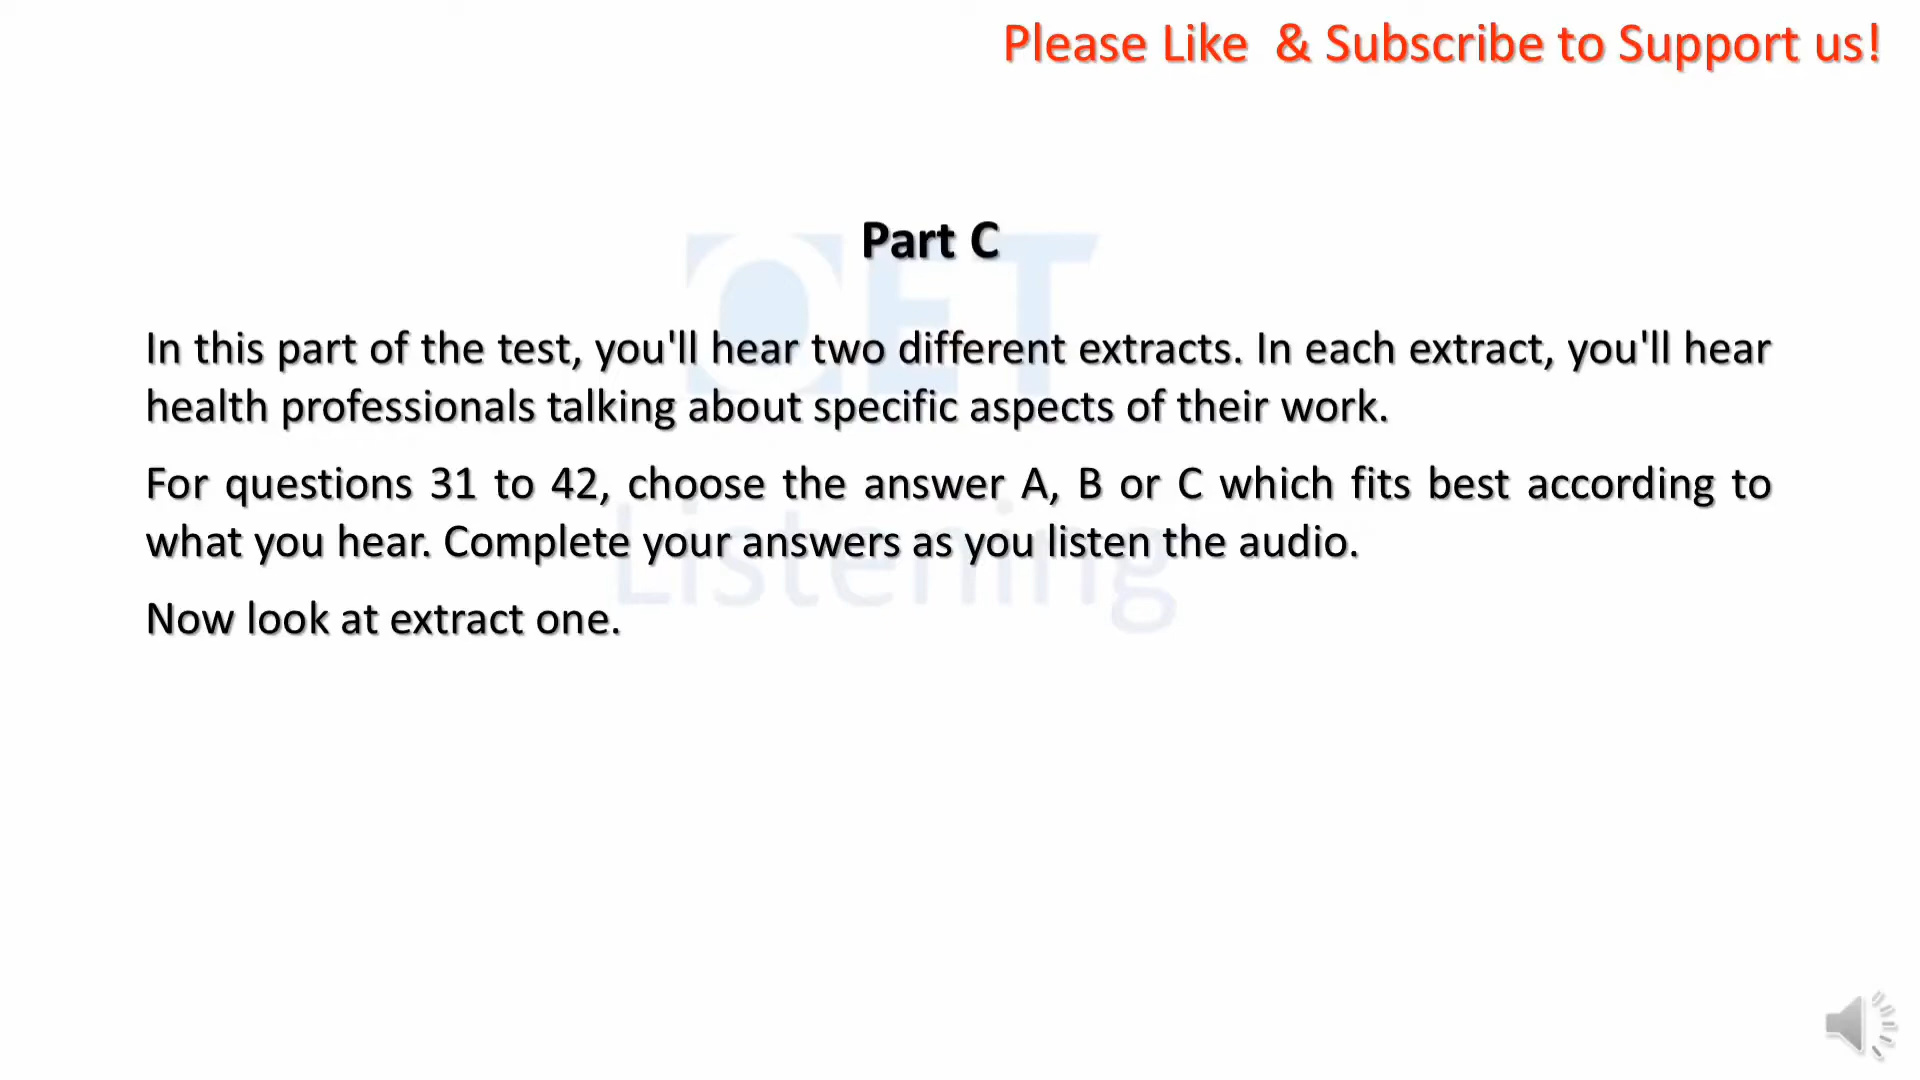 Please Like & Subscribe to Support us!
Part C
OET
Listening
In this part of the test, you'll hear two different extracts. In each extract, you'll hear
health professionals talking about specific aspects of their work.
For questions 31 to 42, choose the answer A, B or C which fits best according to
what you hear. Complete your answers as you listen the audio.
Now look at extract one.